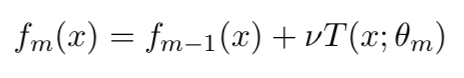 f_m(x) = f_{m−1}(x) + νT(x; θ_m)